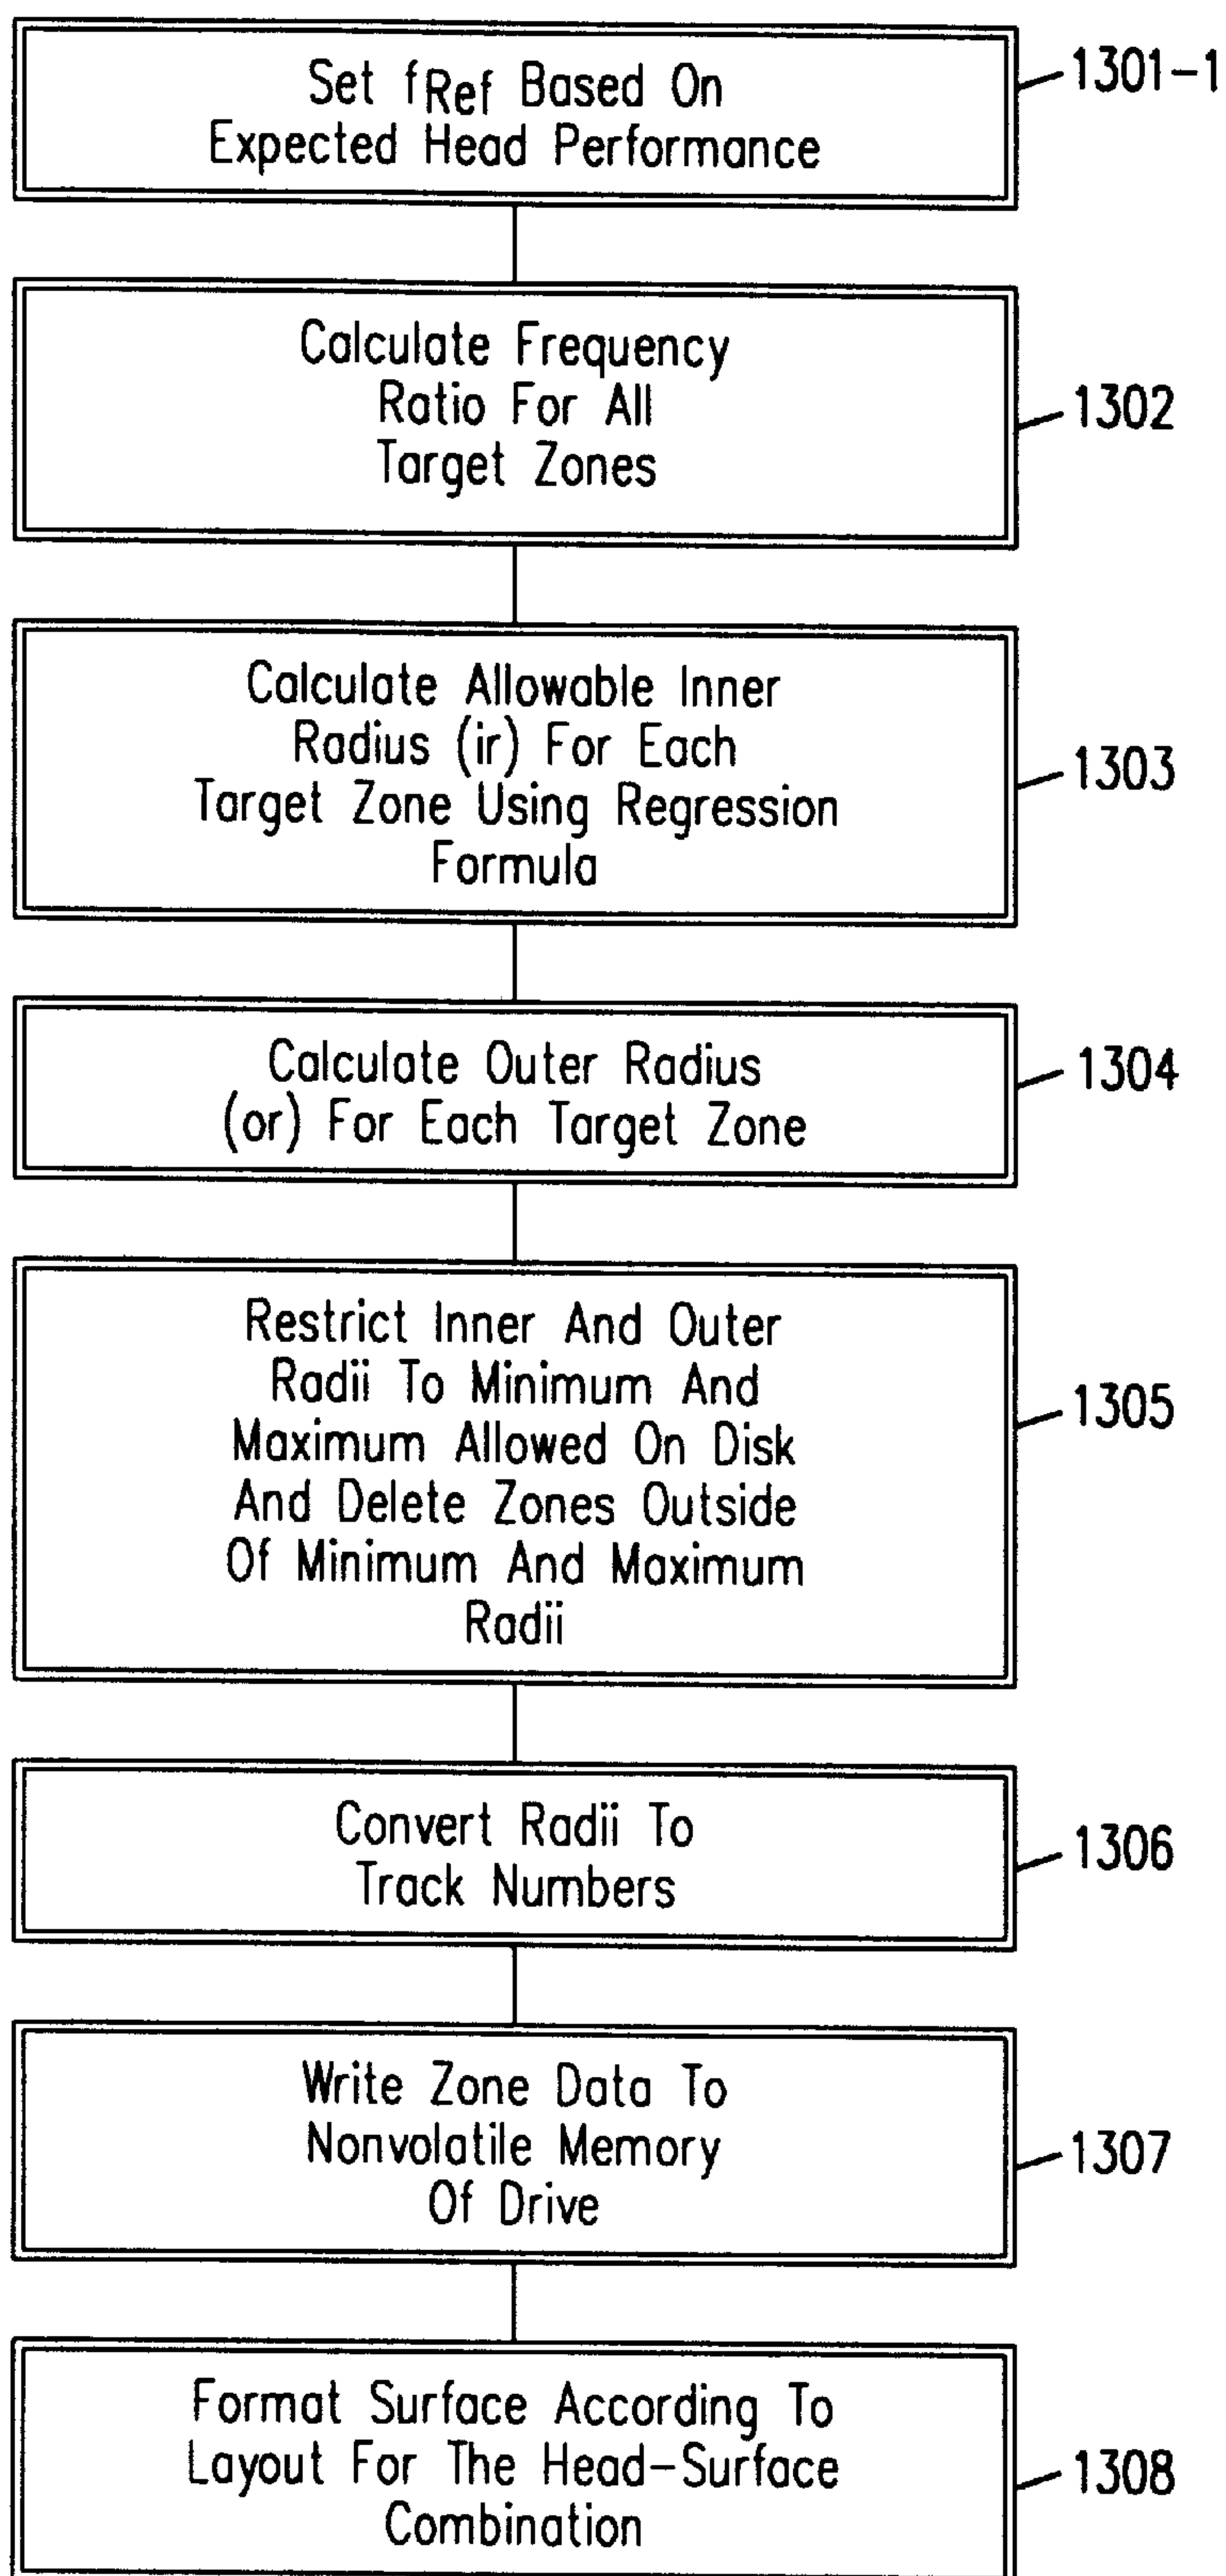 Set fRef Based On
Expected Head Performance
1301-1
Calculate Frequency
Ratio For All
Target Zones
1302
Calculate Allowable Inner
Radius (ir) For Each
Target Zone Using Regression
Formula
1303
Calculate Outer Radius
(or) For Each Target Zone
1304
Restrict Inner And Outer
Radii To Minimum And
Maximum Allowed On Disk
And Delete Zones Outside
Of Minimum And Maximum
Radii
1305
Convert Radii To
Track Numbers
1306
Write Zone Data To
Nonvolatile Memory
Of Drive
1307
Format Surface According To
Layout For The Head-Surface
Combination
1308